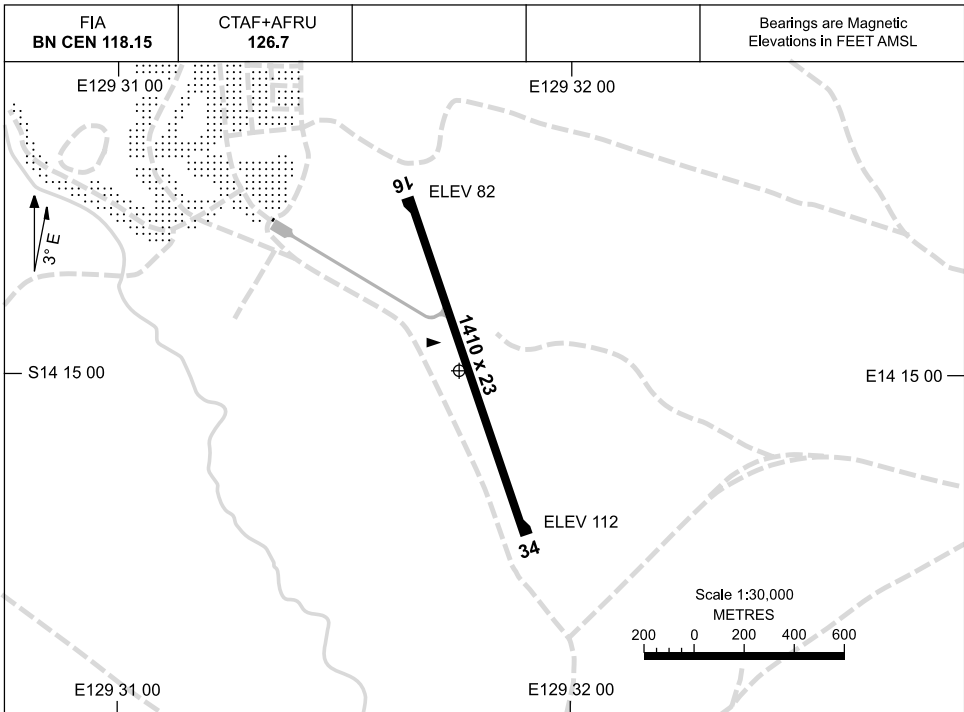 FIA
BN CEN 118.15
CTAF+AFRU
126.7
Bearings are Magnetic
Elevations in FEET AMSL
E129 31 00
E129 32 00
16
ELEV 82
3° E
1410 x 23
S14 15 00
E14 15 00
ELEV 112
34
Scale 1:30,000
METRES
200 0 200 400 600
E129 31 00
E129 32 00